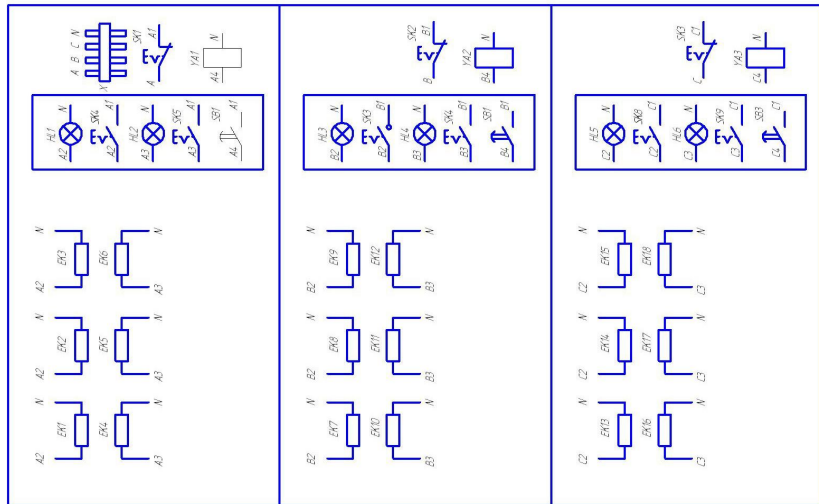 A B C N
X
SK1
A A1
YA1
A4 N
HL1
A2 N
SK4
A2 A1
HL2
A3 N
SK5
A3 A1
SB1
A4 A1
A2 N A2 N A2 N
EK1 EK2 EK3
EK4 EK5 EK6
A3 N A3 N A3 N
SK2
B B1
YA2
B4 N
HL3
B2 N
SK3
B2 B1
HL4
B3 N
SK4
B3 B1
SB1
B4 B1
B2 N B2 N B2 N
EK7 EK8 EK9
EK10 EK11 EK12
B3 N B3 N B3 N
SK3
C C1
YA3
C4 N
HL5
C2 N
SK8
C2 C1
HL6
C3 N
SK9
C3 C1
SB3
C4 C1
C2 N C2 N C2 N
EK13 EK14 EK15
EK16 EK17 EK18
C3 N C3 N C3 N